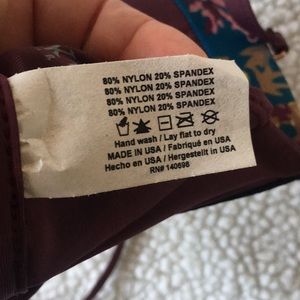 80% NYLON 20% SPANDEX
80% NYLON 20% SPANDEX
80% NYLON 20% SPANDEX
80% NYLON 20% SPANDEX
Hand wash / Lay flat to dry
MADE IN USA / Fabriqué en USA
Hecho en USA / Hergestellt in USA
RN# 140698